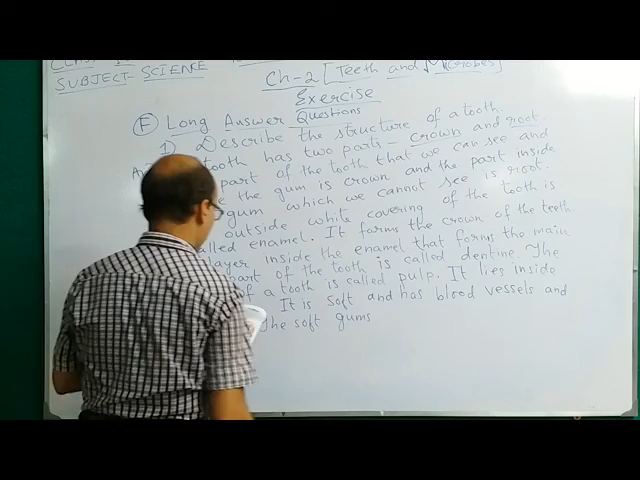 SUBJECT- SCIENCE
Ch-2 [Teeth and Microbes]
Exercise
(F) Long Answer Questions
1) Describe the structure of a tooth.
tooth has two parts - crown and root.
part of the tooth that we can see and
the gum is crown and the part inside
gum which we cannot see is root.
outside white covering of the tooth is
called enamel. It forms the crown of the teeth
layer inside the enamel that forms the main
part of the tooth is called dentine. The
of a tooth is called pulp. It lies inside
It is soft and has blood vessels and
The soft gums